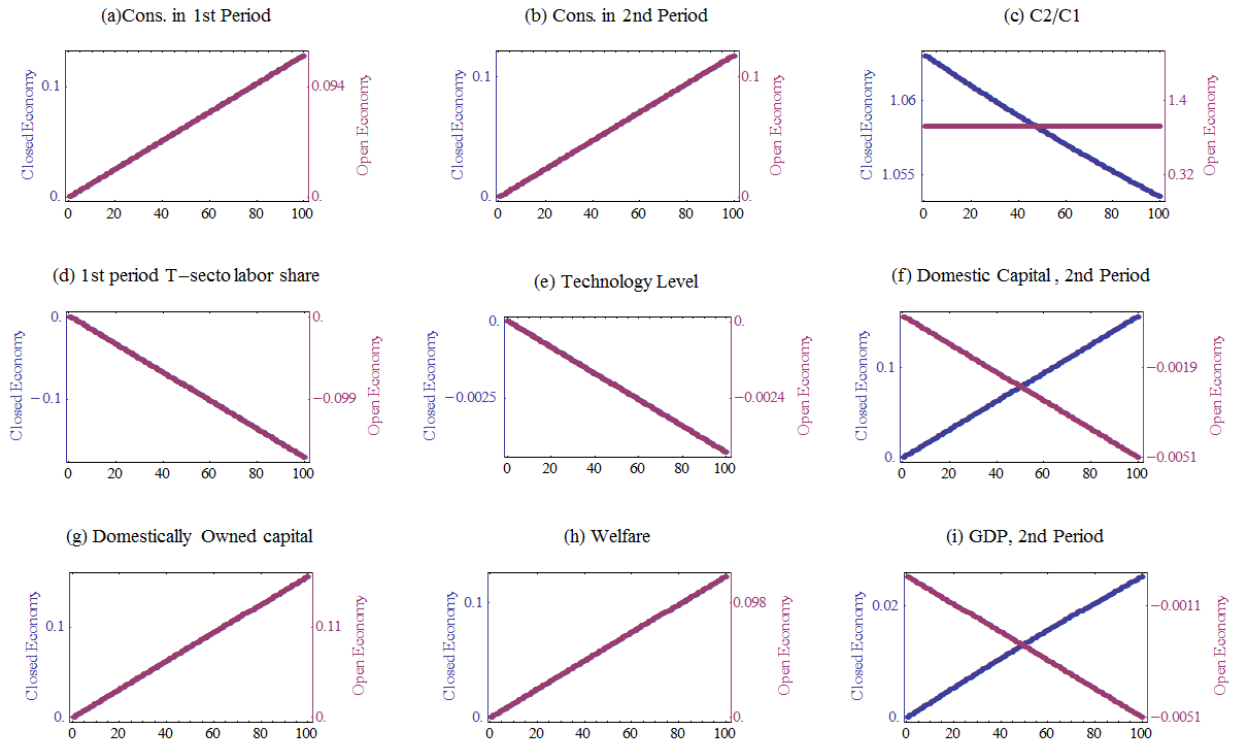 (a)Cons. in 1st Period
0.1
0.
Closed Economy
0.094
0.
Open Economy
0 20 40 60 80 100
(b) Cons. in 2nd Period
0.1
0.
Closed Economy
0.1
0.
Open Economy
0 20 40 60 80 100
(c) C2/C1
1.06
1.055
Closed Economy
1.4
0.32
Open Economy
0 20 40 60 80 100
(d) 1st period T−secto labor share
0.
−0.1
Closed Economy
0.
−0.099
Open Economy
0 20 40 60 80 100
(e) Technology Level
0.
−0.0025
Closed Economy
0.
−0.0024
Open Economy
0 20 40 60 80 100
(f) Domestic Capital , 2nd Period
0.1
0.
Closed Economy
−0.0019
−0.0051
Open Economy
0 20 40 60 80 100
(g) Domestically Owned capital
0.1
0.
Closed Economy
0.11
0.
Open Economy
0 20 40 60 80 100
(h) Welfare
0.1
0.
Closed Economy
0.098
0.
Open Economy
0 20 40 60 80 100
(i) GDP, 2nd Period
0.02
0.
Closed Economy
−0.0011
−0.0051
Open Economy
0 20 40 60 80 100